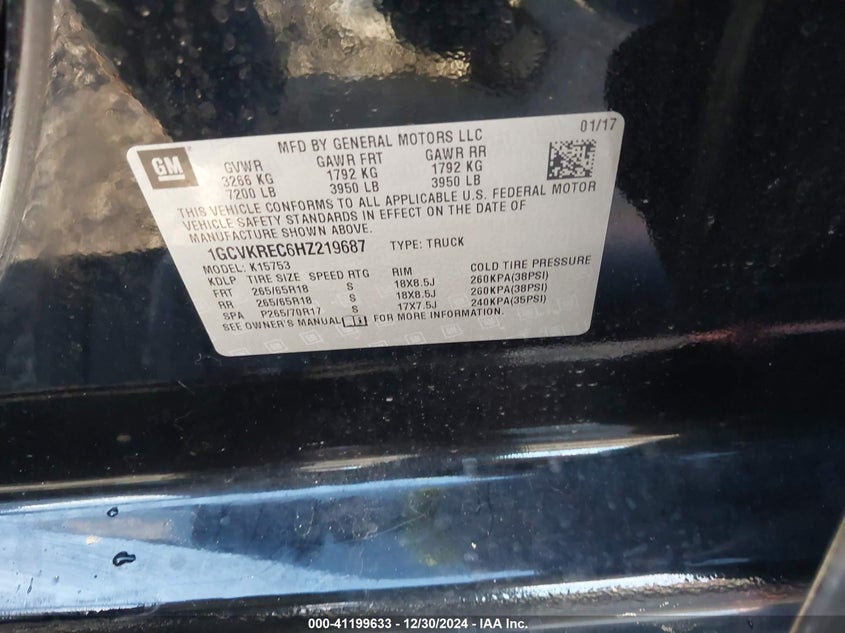 01/17
MFD BY GENERAL MOTORS LLC
GM
GVWR GAWR FRT GAWR RR
3266 KG 1792 KG 1792 KG
7200 LB 3950 LB 3950 LB
THIS VEHICLE CONFORMS TO ALL APPLICABLE U.S. FEDERAL MOTOR
VEHICLE SAFETY STANDARDS IN EFFECT ON THE DATE OF
MANUFACTURE SHOWN ABOVE.
1GCVKREC6HZ219687 TYPE: TRUCK
MODEL: K15753
KDLP TIRE SIZE SPEED RTG RIM COLD TIRE PRESSURE
FRT 265/65R18 S 18X8.5J 260KPA(38PSI)
RR 265/65R18 S 18X8.5J 260KPA(38PSI)
SPA P265/70R17 S 17X7.5J 240KPA(35PSI)
SEE OWNER'S MANUAL FOR MORE INFORMATION.
000-41199633 - 12/30/2024 - IAA Inc.